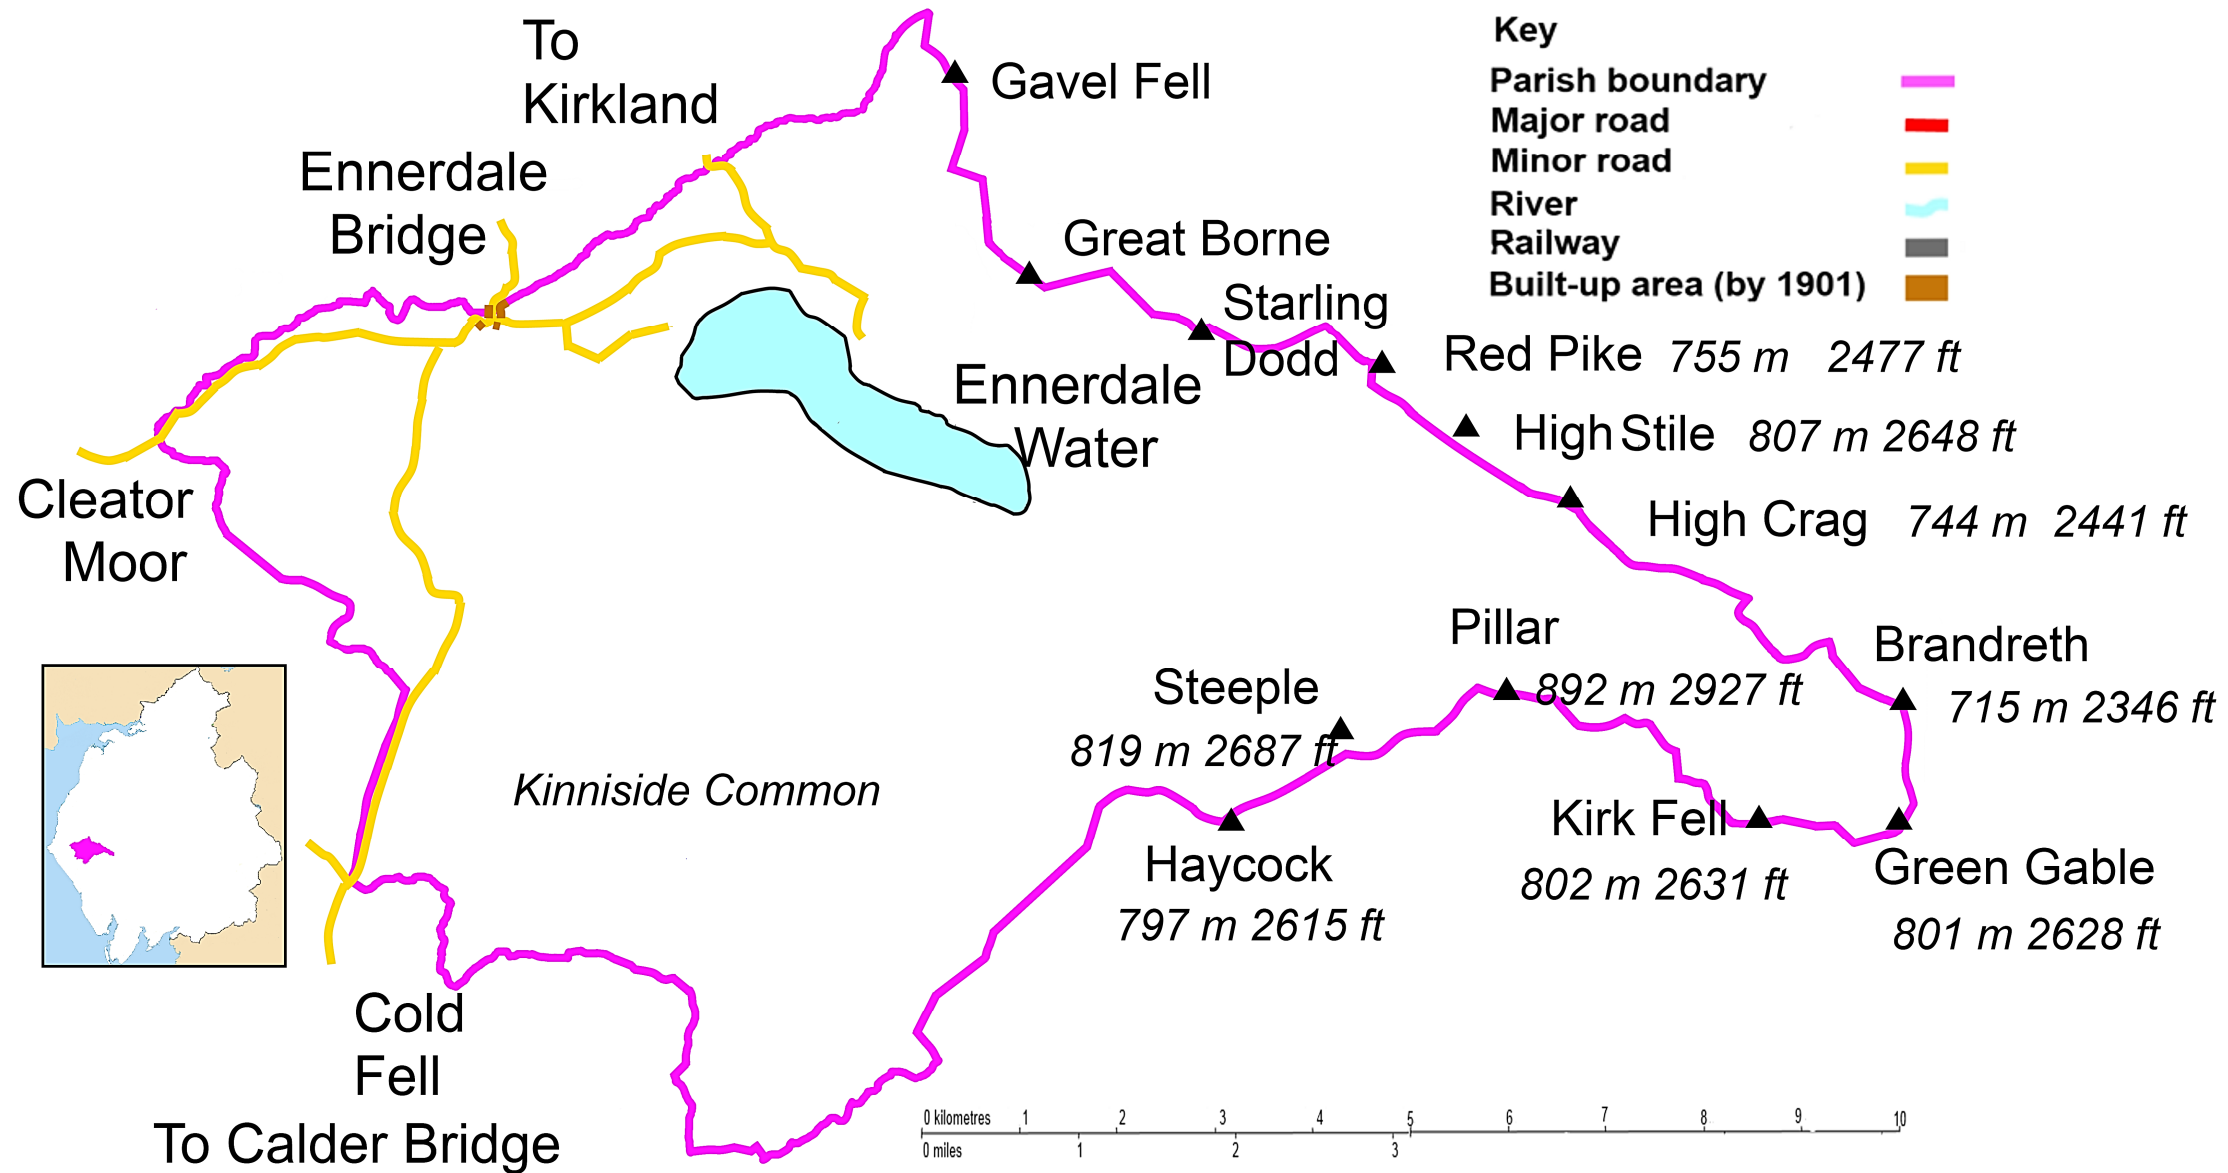 To
Kirkland
Gavel Fell
Key
Parish boundary
Major road
Minor road
River
Railway
Built-up area (by 1901)
Ennerdale
Bridge
Great Borne
Starling
Dodd
Red Pike 755 m 2477 ft
Ennerdale
Water
High Stile 807 m 2648 ft
High Crag 744 m 2441 ft
Cleator
Moor
Pillar
892 m 2927 ft
Brandreth
715 m 2346 ft
Steeple
819 m 2687 ft
Kinniside Common
Haycock
797 m 2615 ft
Kirk Fell
802 m 2631 ft
Green Gable
801 m 2628 ft
Cold
Fell
To Calder Bridge
0 kilometres 1 2 3 4 5 6 7 8 9 10
0 miles 1 2 3